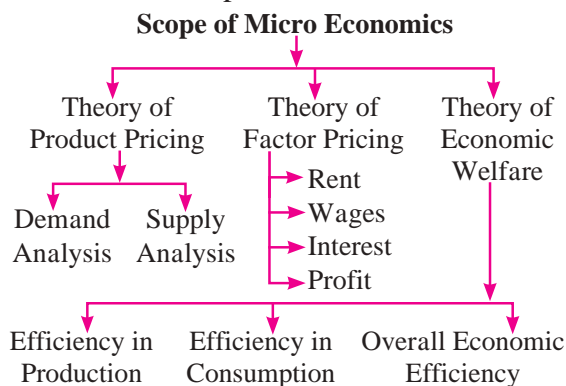 Scope of Micro Economics
Theory of
Product Pricing
Theory of
Factor Pricing
Theory of
Economic
Welfare
Demand
Analysis
Supply
Analysis
Rent
Wages
Interest
Profit
Efficiency in
Production
Efficiency in
Consumption
Overall Economic
Efficiency